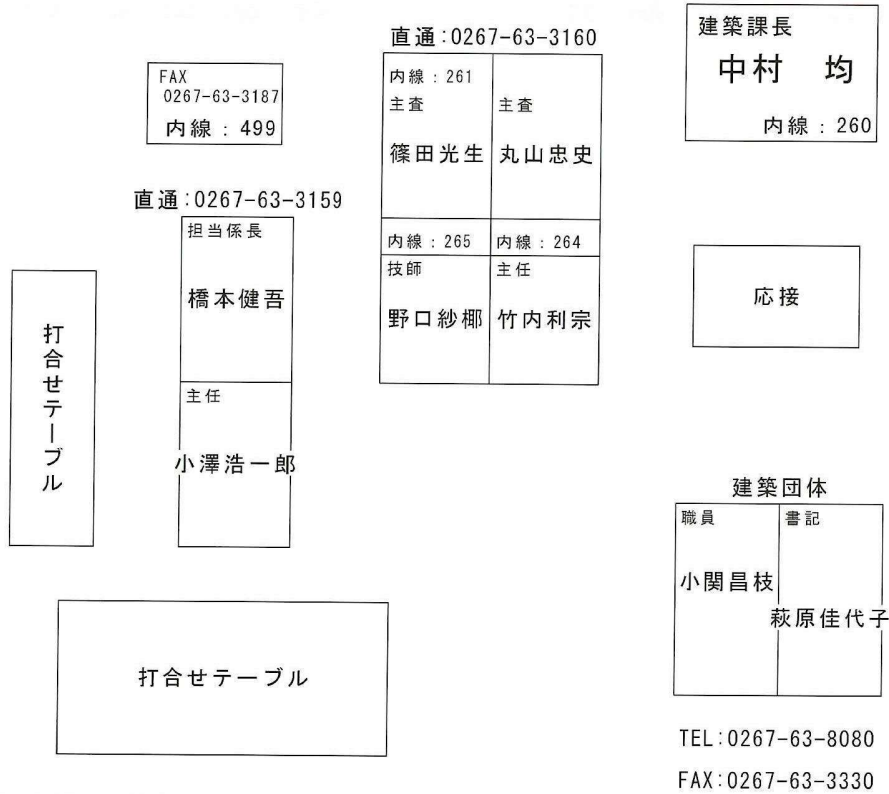 直通:0267-63-3160
建築課長
中村 均
内線：260
FAX
0267-63-3187
内線：499
内線：261
主査
篠田光生
主査
丸山忠史
直通:0267-63-3159
担当係長
橋本健吾
内線：265
内線：264
技師
野口紗椰
主任
竹内利宗
応接
打合せテーブル
主任
小澤浩一郎
建築団体
職員
小関昌枝
書記
萩原佳代子
打合せテーブル
TEL:0267-63-8080
FAX:0267-63-3330